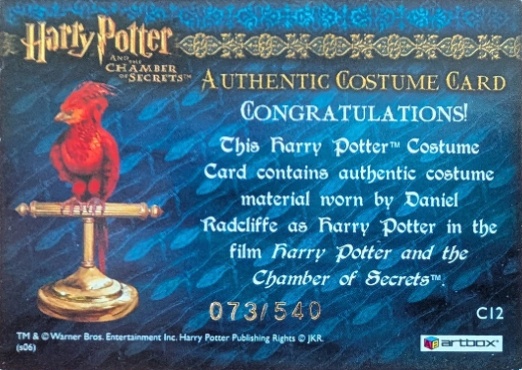 Harry Potter
AND THE
CHAMBER
OF SECRETS™
AUTHENTIC COSTUME CARD
CONGRATULATIONS!
This Harry Potter™ Costume
Card contains authentic costume
material worn by Daniel
Radcliffe as Harry Potter in the
film Harry Potter and the
Chamber of Secrets™.
073/540
C12
TM & © Warner Bros. Entertainment Inc. Harry Potter Publishing Rights © JKR.
(s06)
artbox